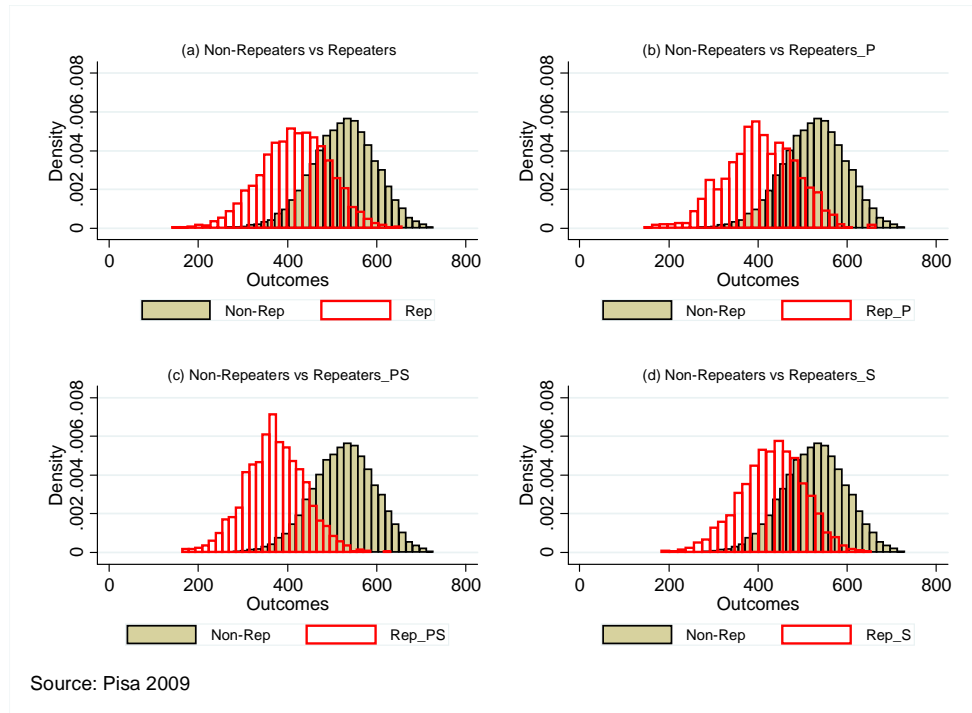 (a) Non-Repeaters vs Repeaters
Density
0 .002 .004 .006 .008
0 200 400 600 800
Outcomes
Non-Rep Rep
(b) Non-Repeaters vs Repeaters_P
Density
0 .002 .004 .006 .008
0 200 400 600 800
Outcomes
Non-Rep Rep_P
(c) Non-Repeaters vs Repeaters_PS
Density
0 .002 .004 .006 .008
0 200 400 600 800
Outcomes
Non-Rep Rep_PS
(d) Non-Repeaters vs Repeaters_S
Density
0 .002 .004 .006 .008
0 200 400 600 800
Outcomes
Non-Rep Rep_S
Source: Pisa 2009